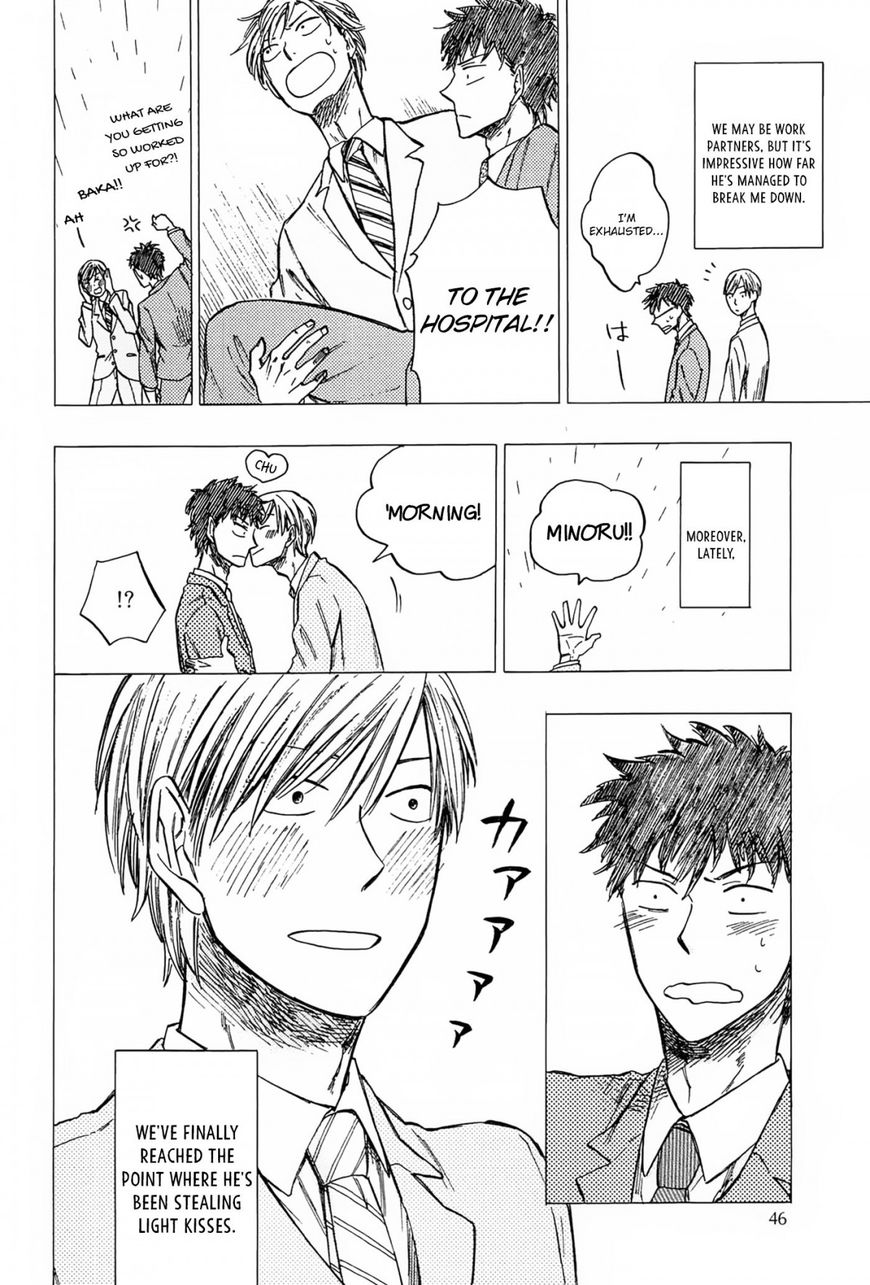 WE MAY BE WORK
PARTNERS, BUT IT'S
IMPRESSIVE HOW FAR
HE'S MANAGED TO
BREAK ME DOWN.
I'M
EXHAUSTED...
は
TO THE
HOSPITAL!!
WHAT ARE
YOU GETTING
SO WORKED
UP FOR?!
BAKA!!
AH
MOREOVER,
LATELY,
MINORU!!
'MORNING!
CHU
!?
カァァァァ
WE'VE FINALLY
REACHED THE
POINT WHERE HE'S
BEEN STEALING
LIGHT KISSES.
46